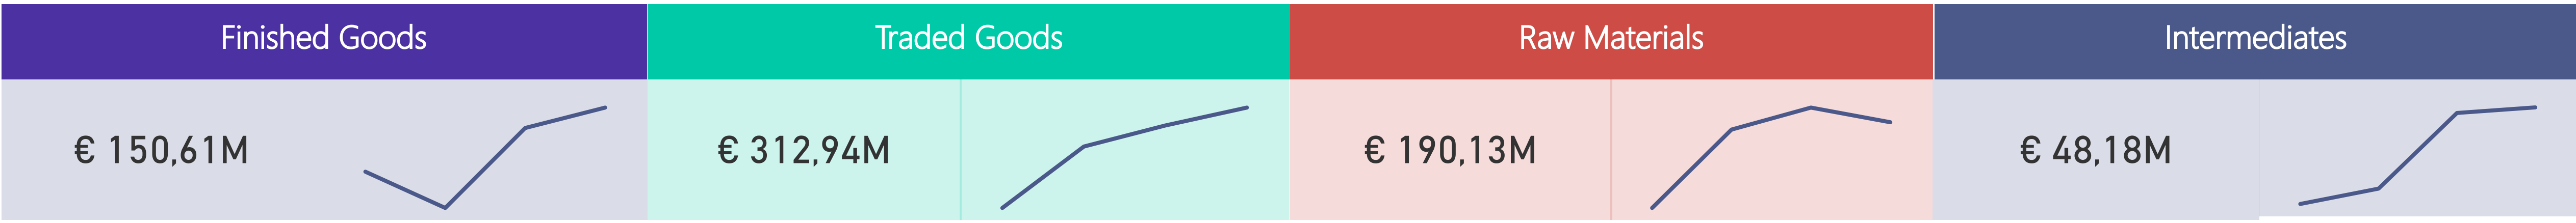 Finished Goods
Traded Goods
Raw Materials
Intermediates
€ 150,61M
€ 312,94M
€ 190,13M
€ 48,18M